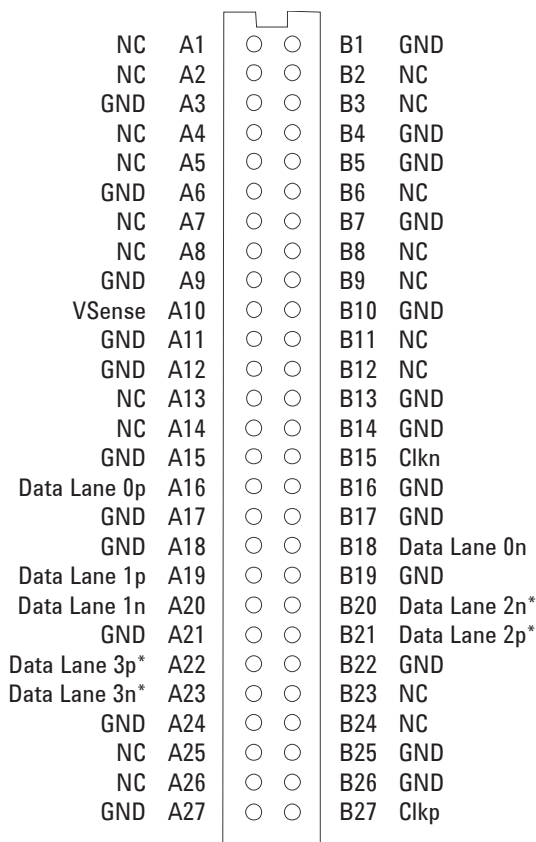 NC A1 B1 GND
NC A2 B2 NC
GND A3 B3 NC
NC A4 B4 GND
NC A5 B5 GND
GND A6 B6 NC
NC A7 B7 GND
NC A8 B8 NC
GND A9 B9 NC
VSense A10 B10 GND
GND A11 B11 NC
GND A12 B12 NC
NC A13 B13 GND
NC A14 B14 GND
GND A15 B15 Clkn
Data Lane 0p A16 B16 GND
GND A17 B17 GND
GND A18 B18 Data Lane 0n
Data Lane 1p A19 B19 GND
Data Lane 1n A20 B20 Data Lane 2n*
GND A21 B21 Data Lane 2p*
Data Lane 3p* A22 B22 GND
Data Lane 3n* A23 B23 NC
GND A24 B24 NC
NC A25 B25 GND
NC A26 B26 GND
GND A27 B27 Clkp